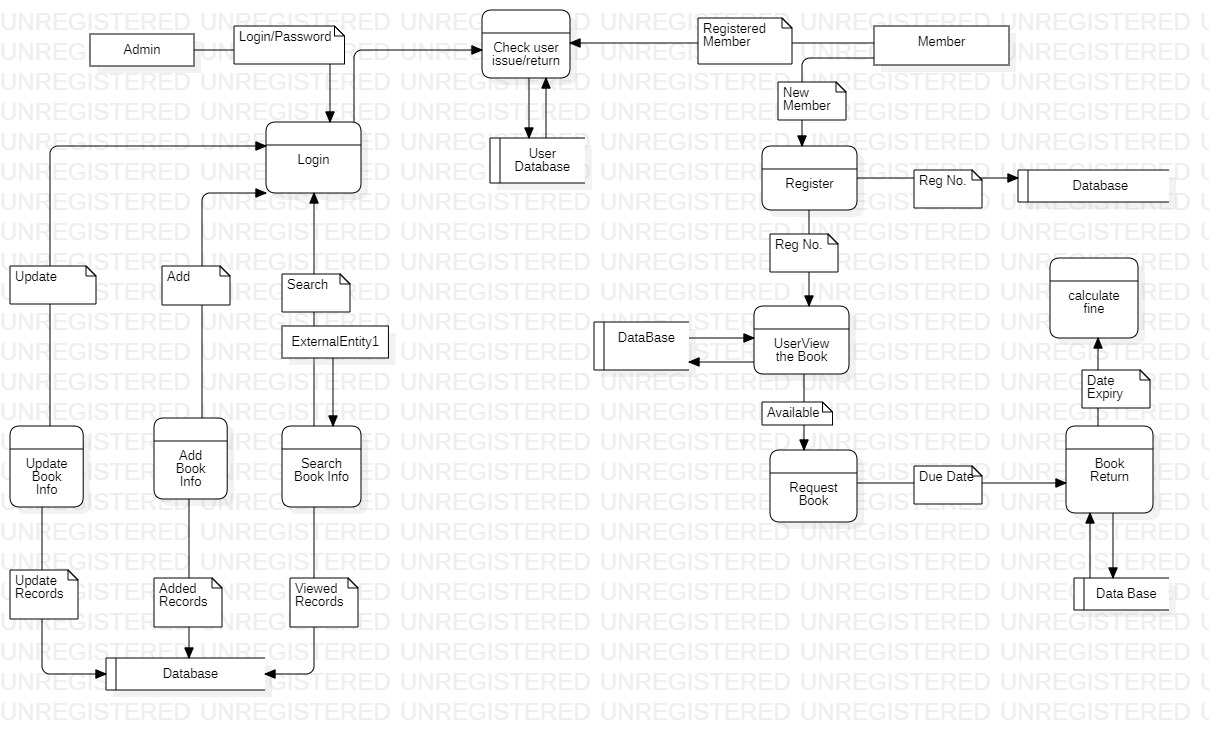 Admin
Login/Password
Check user
issue/return
Registered
Member
Member
New
Member
User
Database
Login
Register
Reg No.
Database
Reg No.
Update
Add
Search
calculate
fine
ExternalEntity1
DataBase
UserView
the Book
Date
Expiry
Available
Update
Book
Info
Add
Book
Info
Search
Book Info
Request
Book
Due Date
Book
Return
Update
Records
Added
Records
Viewed
Records
Data Base
Database
UNREGISTERED